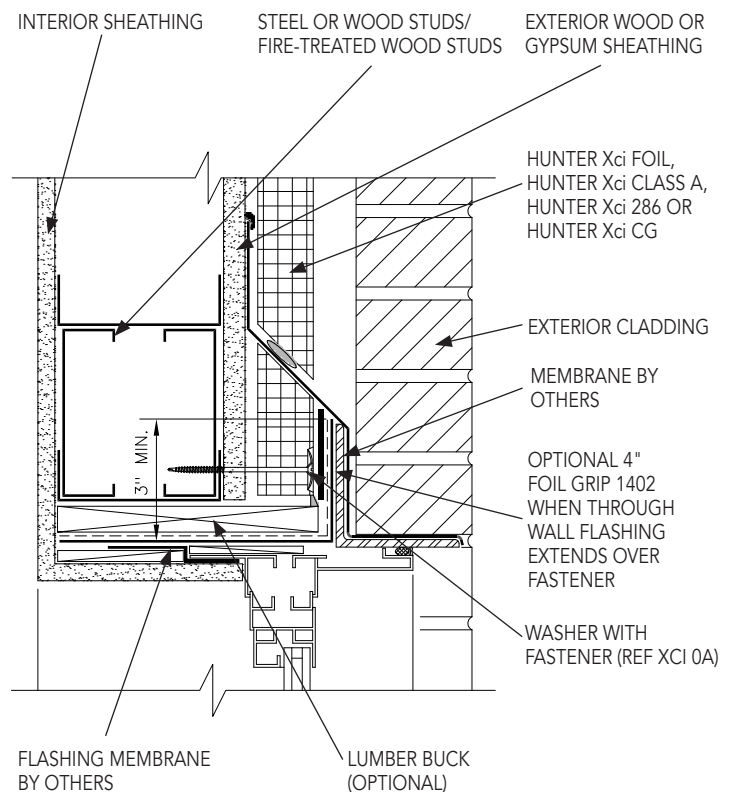 INTERIOR SHEATHING
STEEL OR WOOD STUDS/
FIRE-TREATED WOOD STUDS
EXTERIOR WOOD OR
GYPSUM SHEATHING
HUNTER Xci FOIL,
HUNTER Xci CLASS A,
HUNTER Xci 286 OR
HUNTER Xci CG
EXTERIOR CLADDING
MEMBRANE BY
OTHERS
3" MIN.
OPTIONAL 4"
FOIL GRIP 1402
WHEN THROUGH
WALL FLASHING
EXTENDS OVER
FASTENER
WASHER WITH
FASTENER (REF XCI 0A)
FLASHING MEMBRANE
BY OTHERS
LUMBER BUCK
(OPTIONAL)